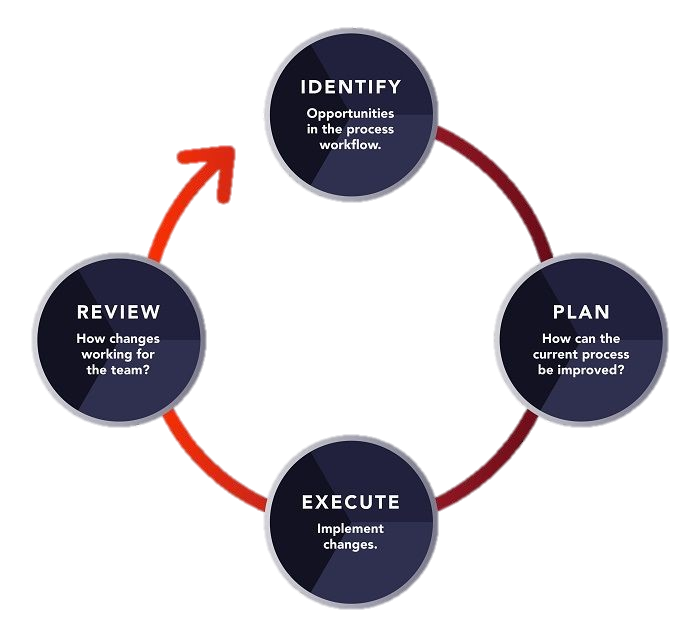 IDENTIFY
Opportunities
in the process
workflow.
PLAN
How can the
current process
be improved?
EXECUTE
Implement
changes.
REVIEW
How changes
working for
the team?